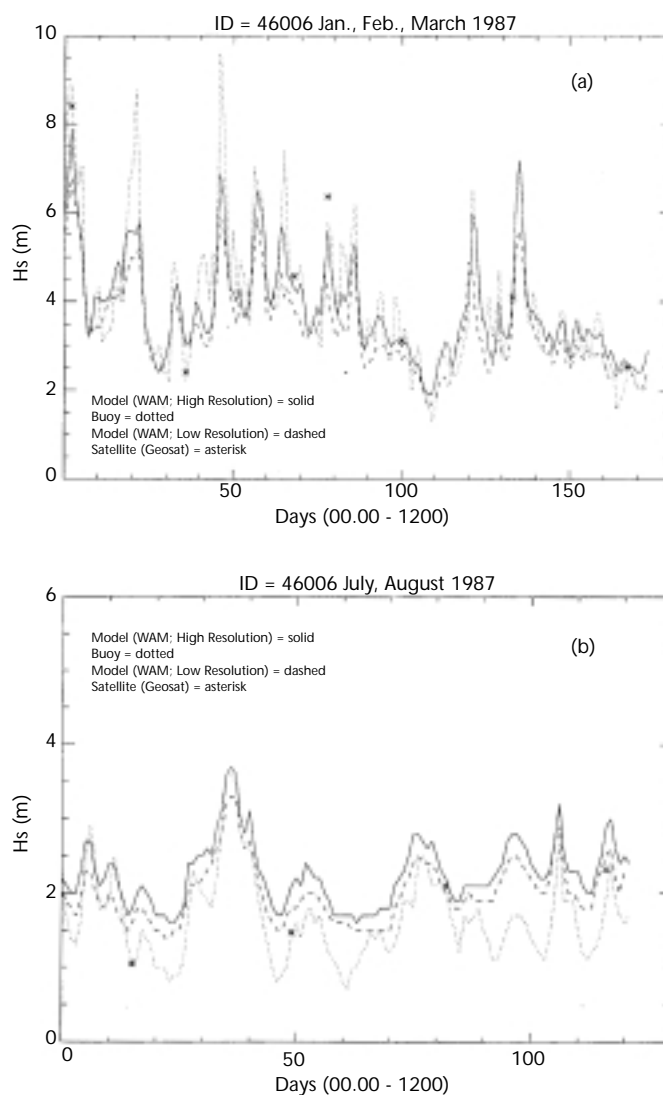 ID = 46006 Jan., Feb., March 1987
10
(a)
8
6
Hs (m)
4
2
Model (WAM; High Resolution) = solid
Buoy = dotted
Model (WAM; Low Resolution) = dashed
Satellite (Geosat) = asterisk
0
50
100
150
Days (00.00 - 1200)
ID = 46006 July, August 1987
6
Model (WAM; High Resolution) = solid
(b)
Buoy = dotted
Model (WAM; Low Resolution) = dashed
Satellite (Geosat) = asterisk
4
Hs (m)
2
0
0
50
100
Days (00.00 - 1200)